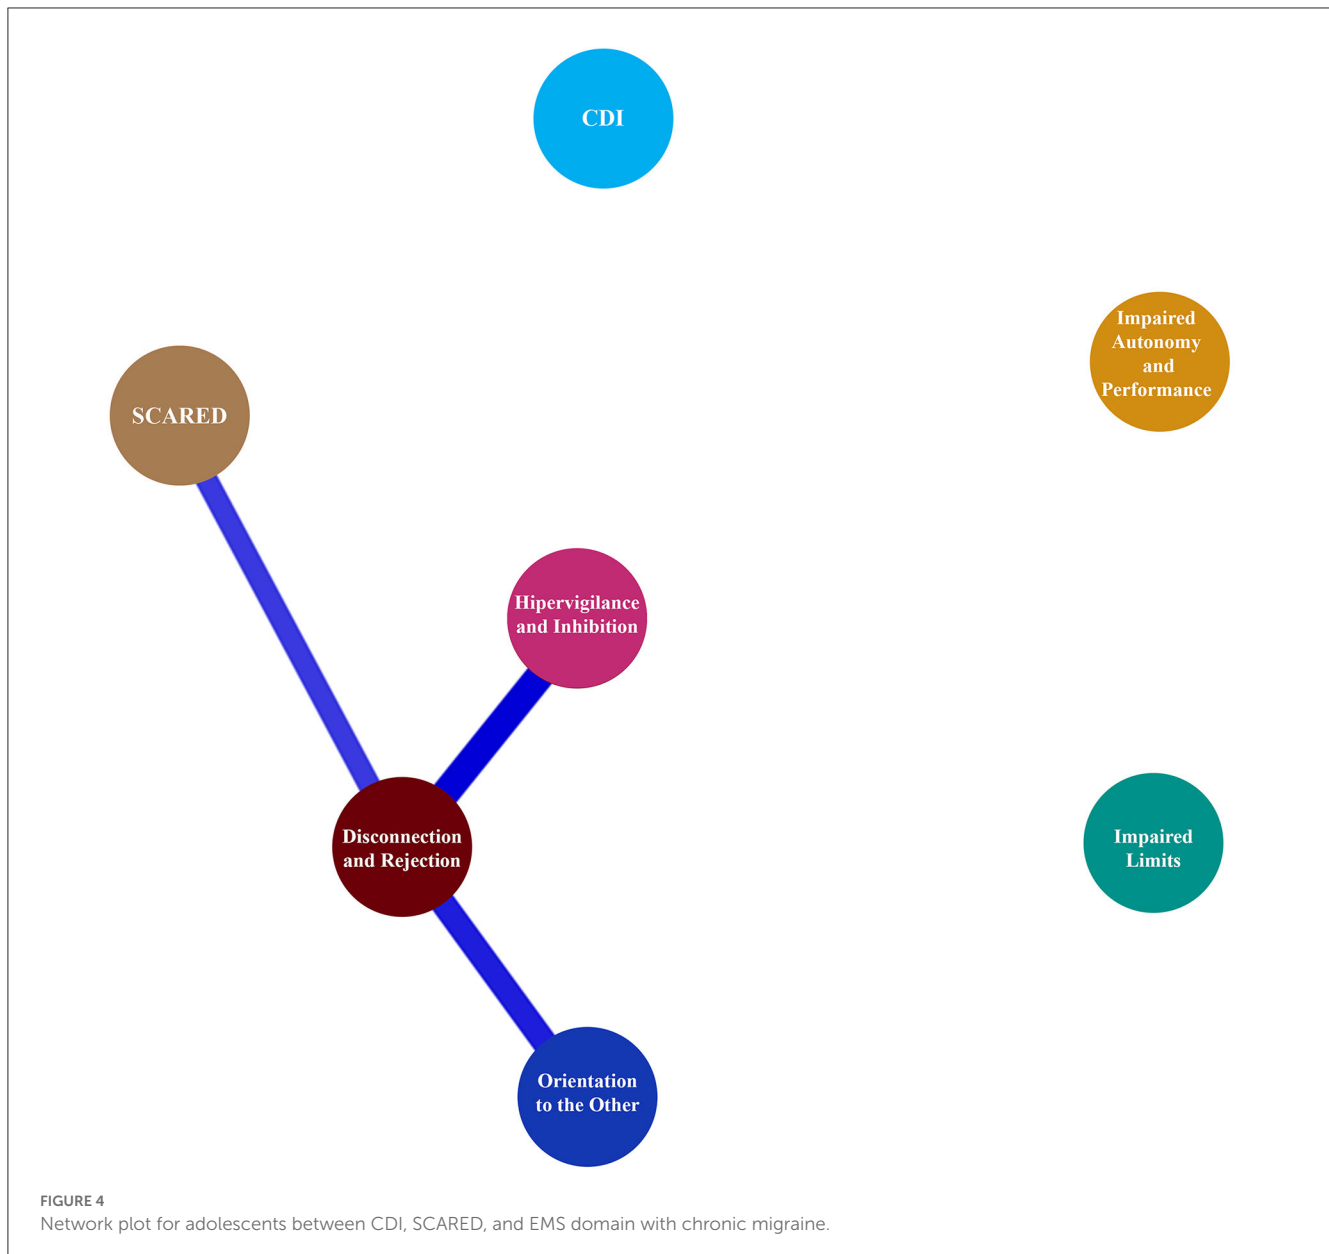 CDI
Impaired
Autonomy
and
Performance
SCARED
Hipervigilance
and Inhibition
Disconnection
and Rejection
Impaired
Limits
Orientation
to the Other
FIGURE 4
Network plot for adolescents between CDI, SCARED, and EMS domain with chronic migraine.